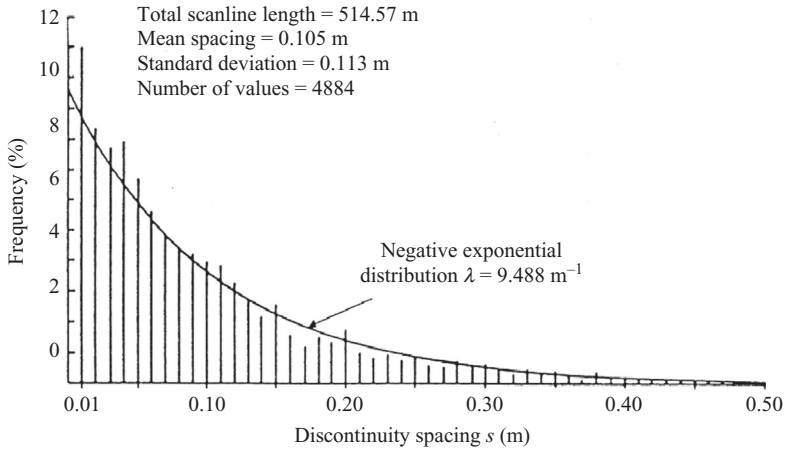 12
Total scanline length = 514.57 m
Mean spacing = 0.105 m
Standard deviation = 0.113 m
Number of values = 4884
10
8
6
4
2
0
Frequency (%)
Negative exponential
distribution λ = 9.488 m⁻¹
0.01 0.10 0.20 0.30 0.40 0.50
Discontinuity spacing s (m)